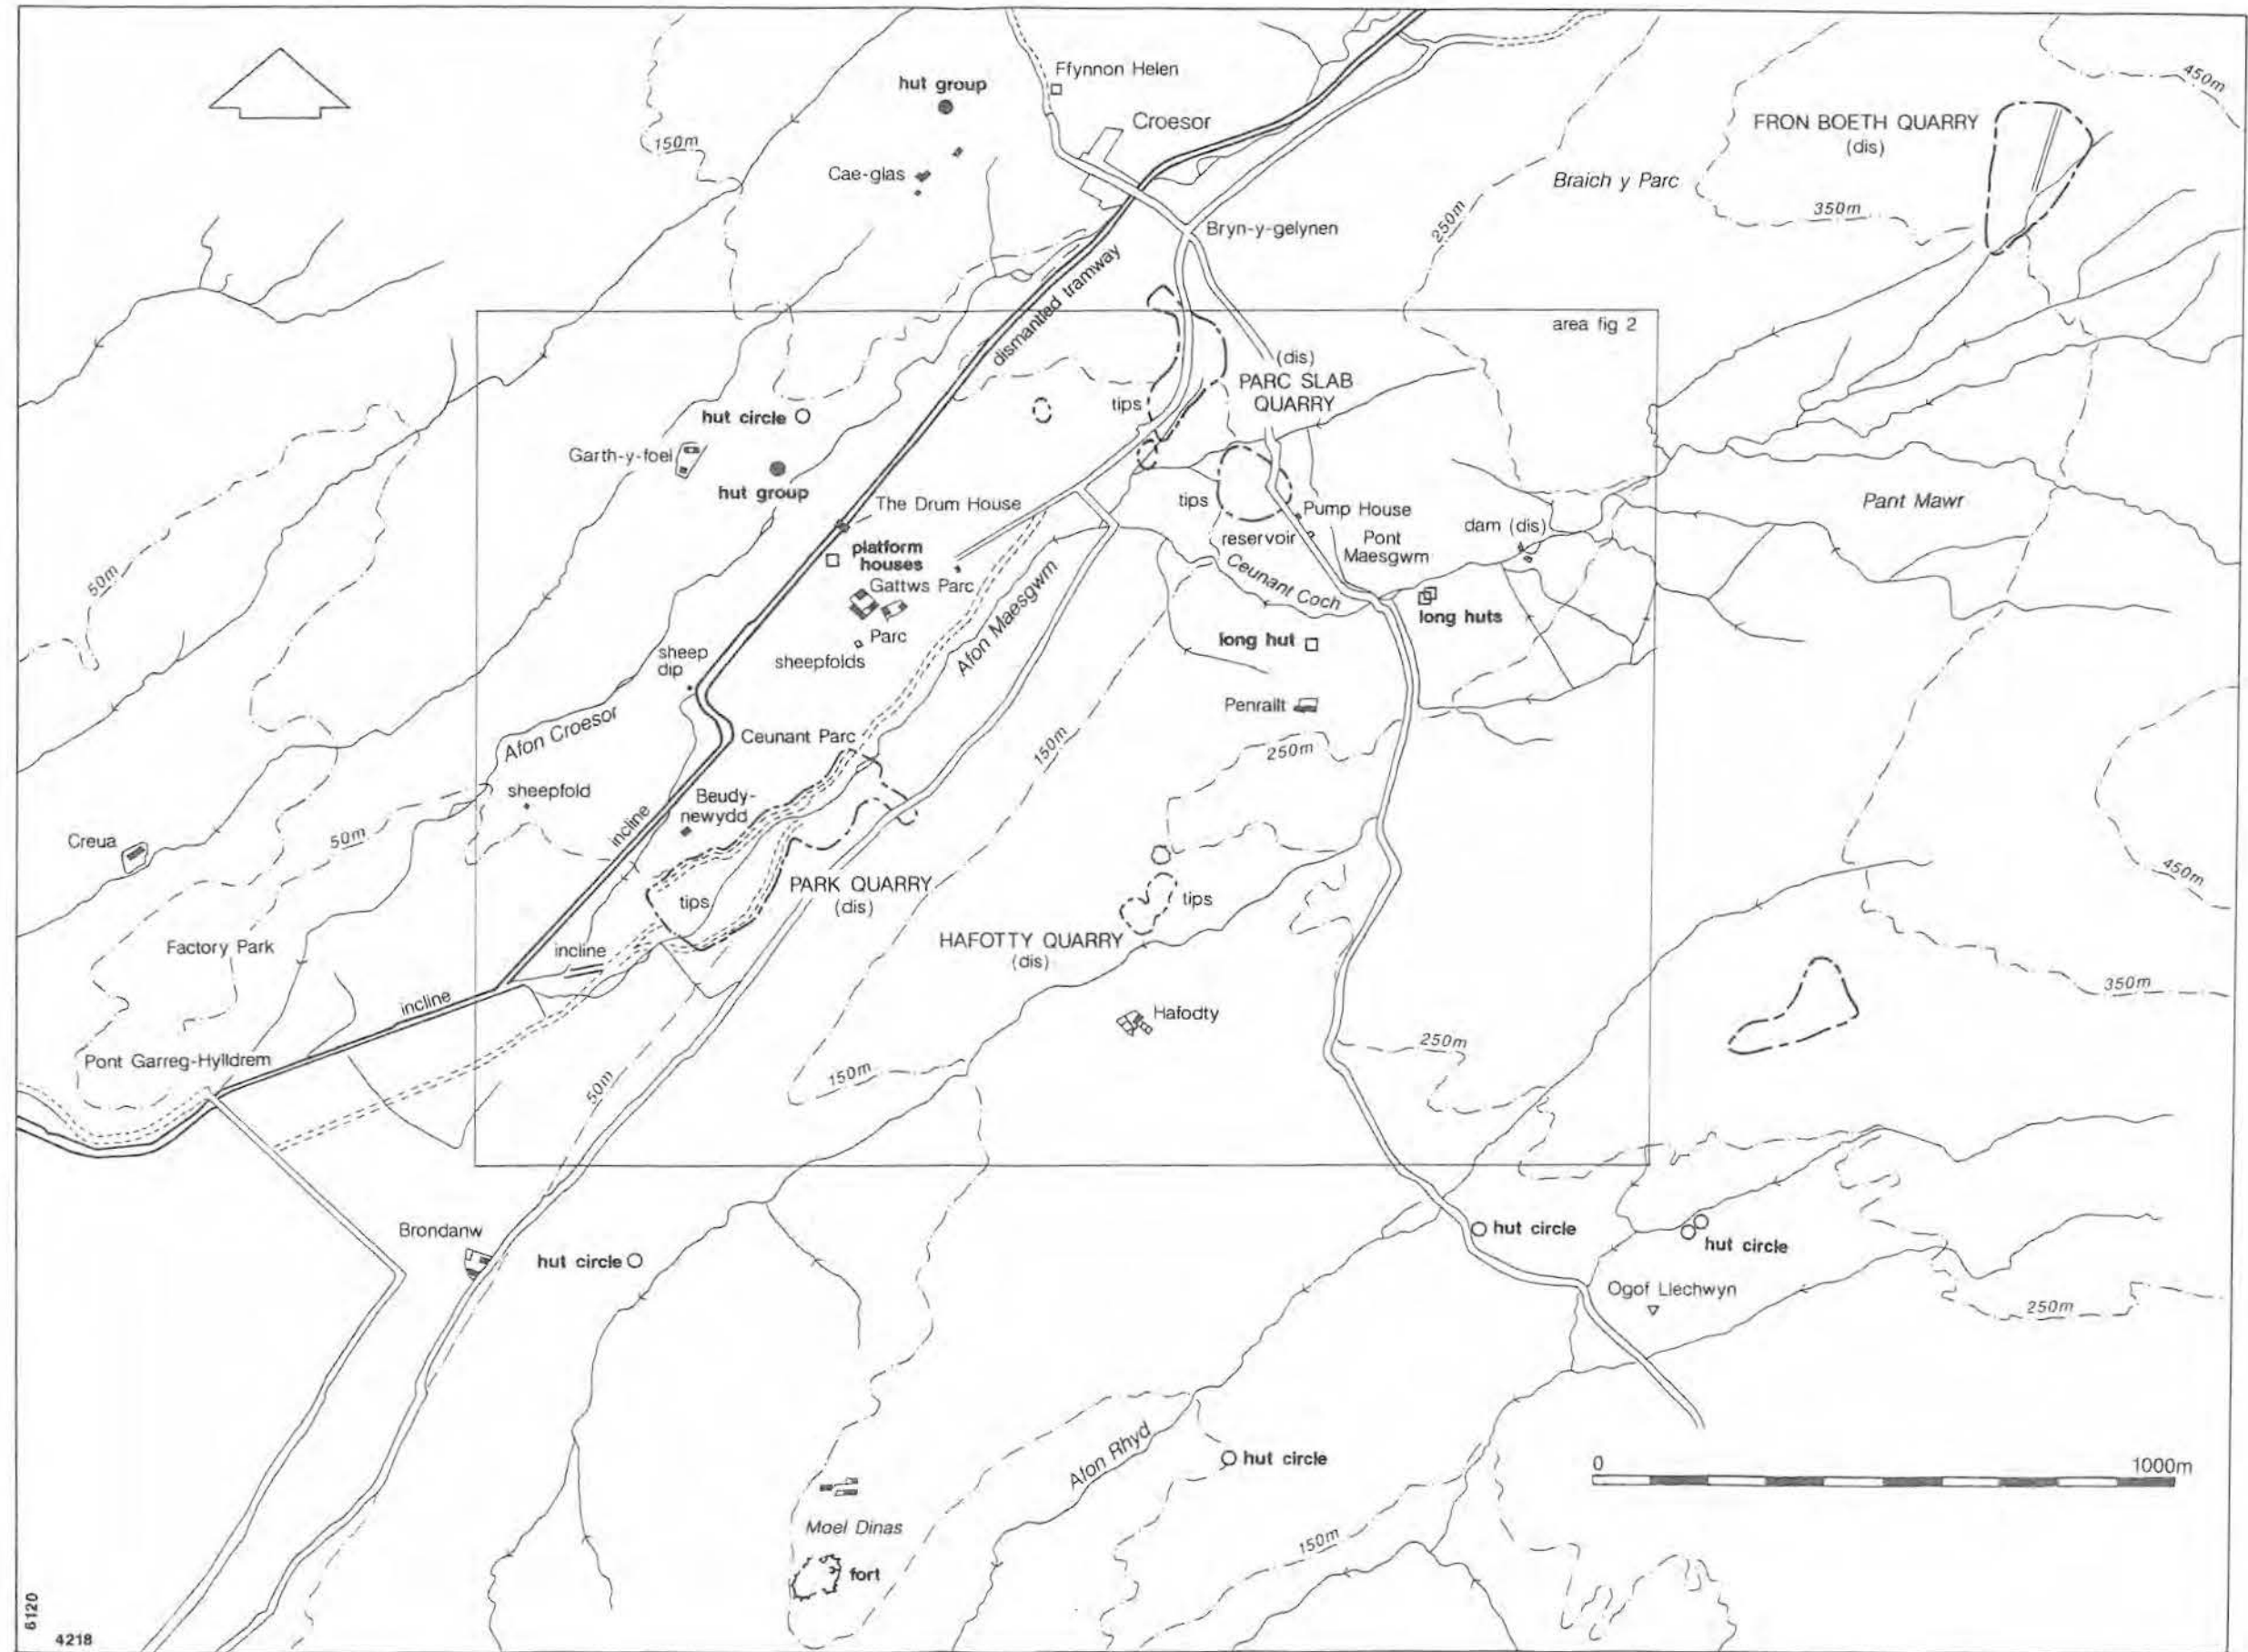 450m
Ffynnon Helen
hut group
Croesor
FRON BOETH QUARRY
(dis)
150m
Cae-glas
Braich y Parc
350m
250m
Bryn-y-gelynen
dismantled tramway
area fig 2
(dis)
PARC SLAB
QUARRY
tips
hut circle
Garth-y-foel
hut group
The Drum House
tips
Pump House
Pant Mawr
dam (dis)
reservoir
Pont
Maesgwm
platform
houses
50m
Gattws Parc
Ceunant Coch
long huts
Afon Maesgwm
Parc
long hut
sheep
dip
sheepfolds
Penrallt
Afon Croesor
Ceunant Parc
150m
250m
sheepfold
Beudy-
newydd
incline
50m
Creua
450m
PARK QUARRY
(dis)
tips
tips
HAFOTTY QUARRY
(dis)
Factory Park
incline
350m
incline
Hafodty
250m
Pont Garreg-Hylldrem
150m
50m
Brondanw
hut circle
hut circle
hut circle
Ogof Llechwyn
250m
Afon Rhyd
hut circle
0
1000m
Moel Dinas
150m
fort
6120
4218